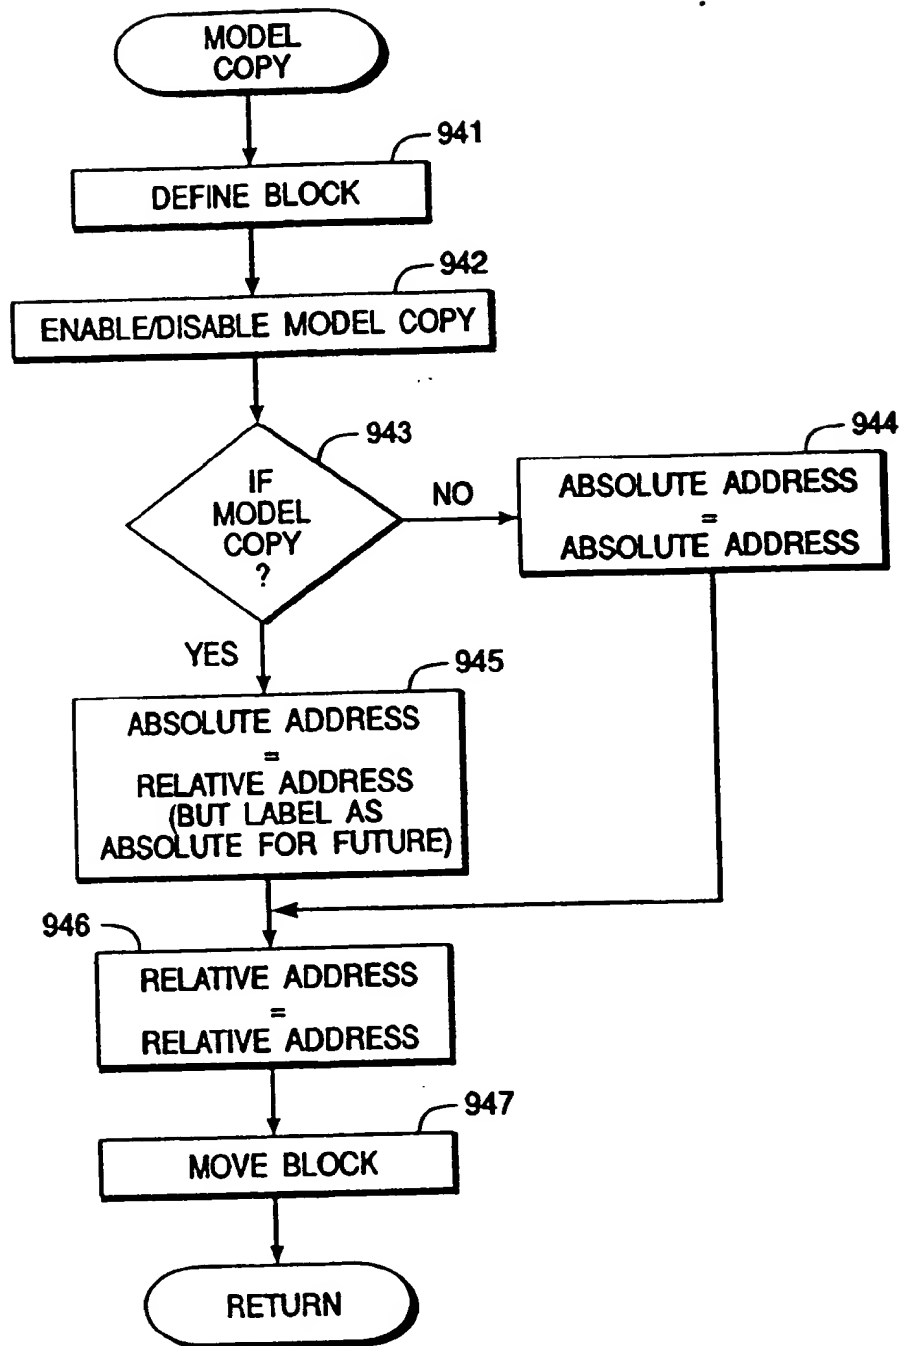 MODEL
COPY
941
DEFINE BLOCK
942
ENABLE/DISABLE MODEL COPY
943
IF
MODEL
COPY
?
NO
944
ABSOLUTE ADDRESS
=
ABSOLUTE ADDRESS
YES
945
ABSOLUTE ADDRESS
=
RELATIVE ADDRESS
(BUT LABEL AS
ABSOLUTE FOR FUTURE)
946
RELATIVE ADDRESS
=
RELATIVE ADDRESS
947
MOVE BLOCK
RETURN